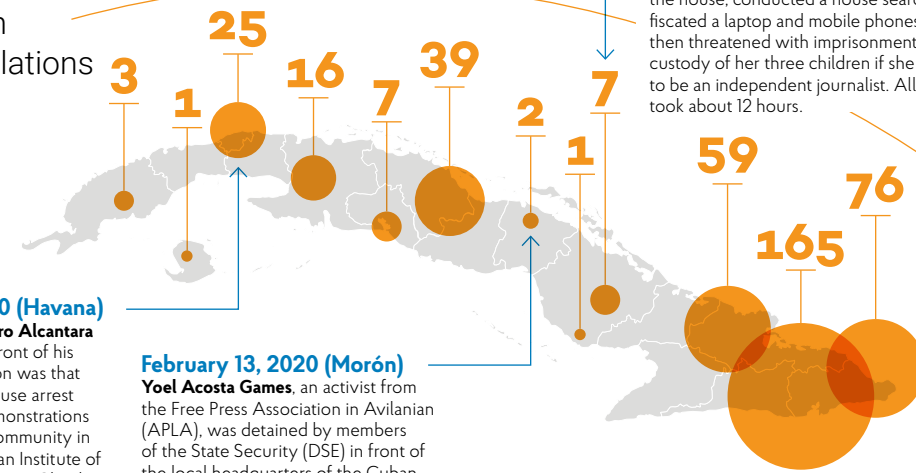 lations
the house, conducted a house sear
fiscated a laptop and mobile phones
then threatened with imprisonment
custody of her three children if she
to be an independent journalist. All
took about 12 hours.
3
1
25
16
7
39
2
1
7
59
165
76
0 (Havana)
ro Alcantara
ront of his
on was that
use arrest
monstrations
ommunity in
an Institute of
February 13, 2020 (Morón)
Yoel Acosta Games, an activist from
the Free Press Association in Avilanian
(APLA), was detained by members
of the State Security (DSE) in front of
the local headquarters of the Cuban